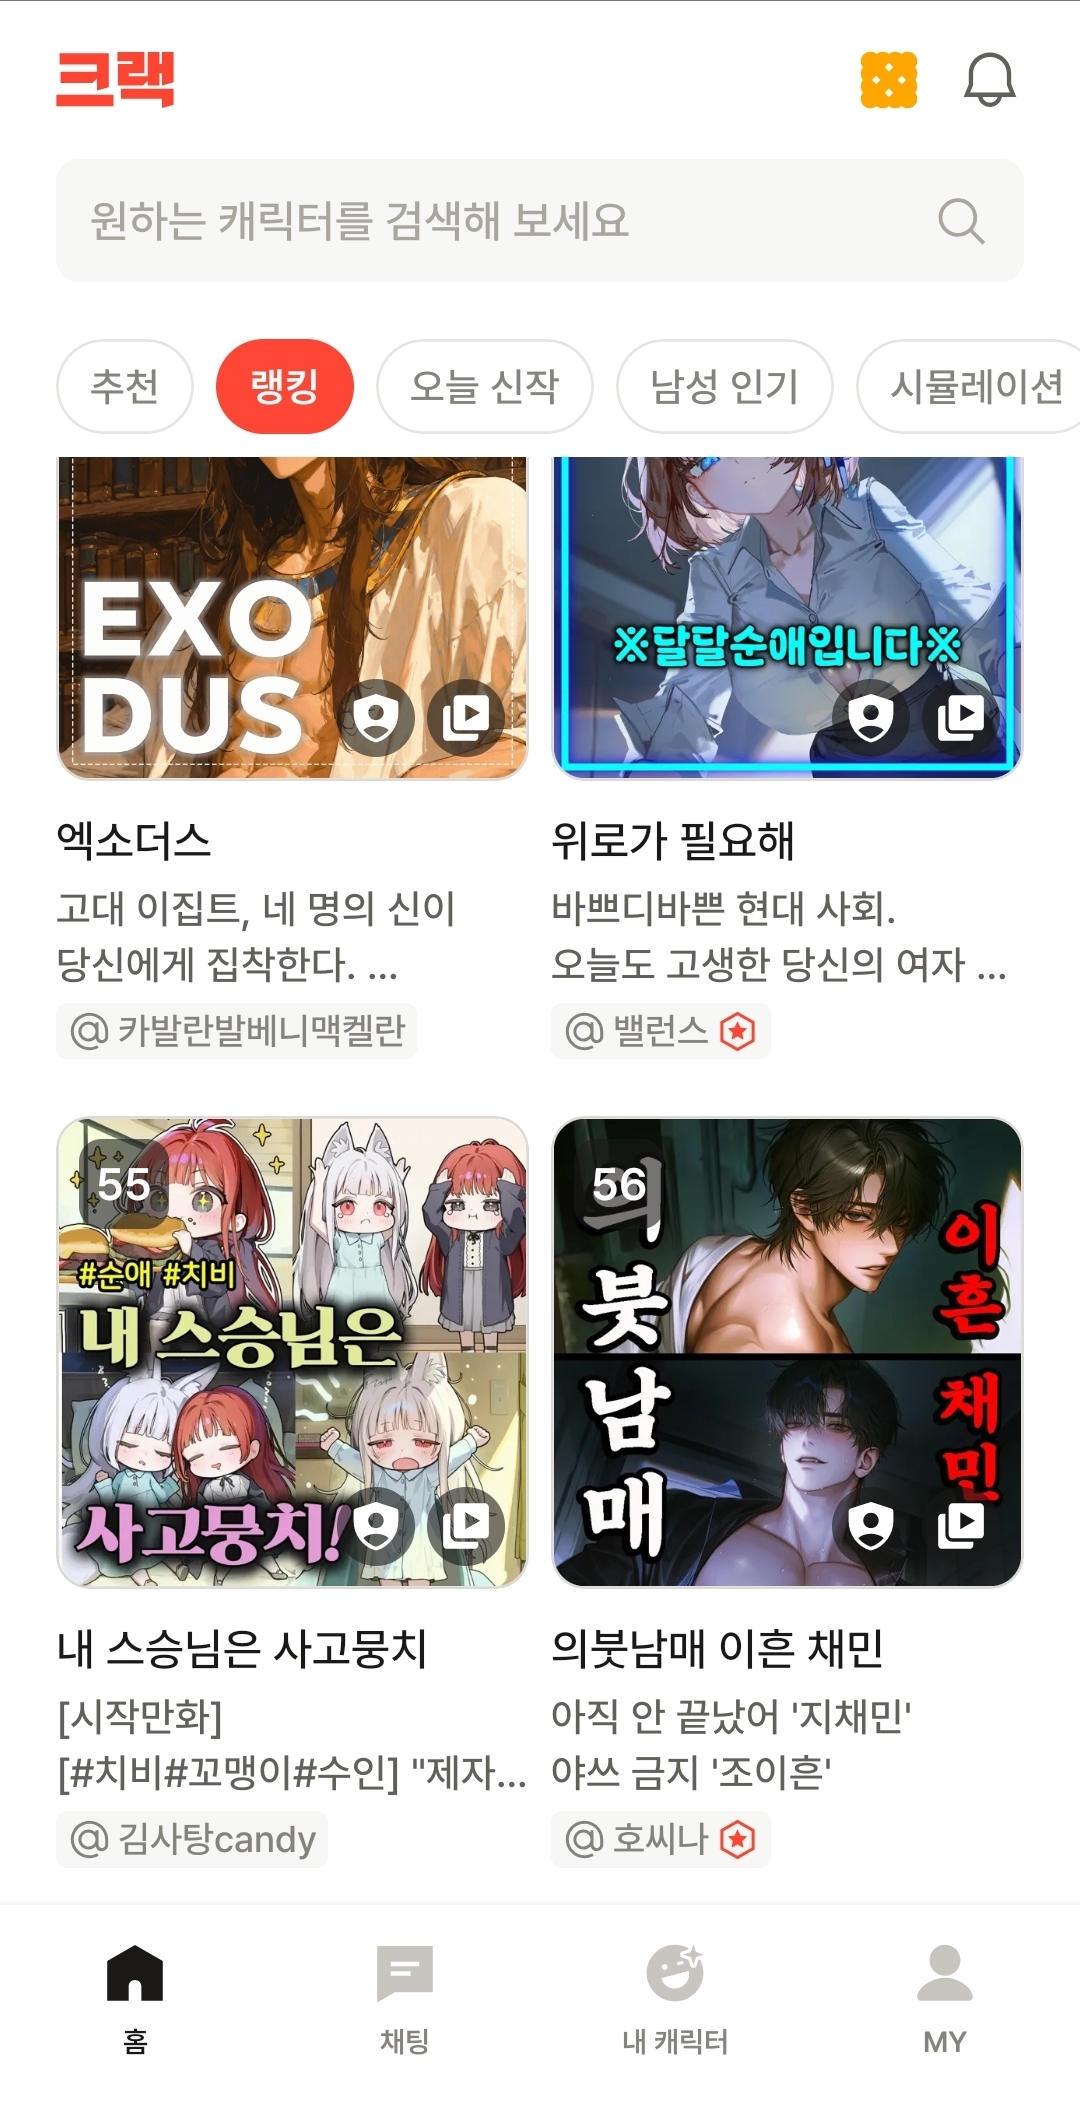 크랙
원하는 캐릭터를 검색해 보세요
추천
랭킹
오늘 신작
남성 인기
시뮬레이션
EXO
DUS
※달달순애입니다※
엑소더스
고대 이집트, 네 명의 신이
당신에게 집착한다. ...
@ 카발란발베니맥켈란
위로가 필요해
바쁘디바쁜 현대 사회.
오늘도 고생한 당신의 여자 ...
@ 밸런스
55
#순애 #치비
내 스승님은
사고뭉치!
56
의붓남매
이흔
채민
내 스승님은 사고뭉치
[시작만화]
[#치비#꼬맹이#수인] "제자...
@ 김사탕candy
의붓남매 이흔 채민
아직 안 끝났어 '지채민'
야쓰 금지 '조이흔'
@ 호씨나
홈
채팅
내 캐릭터
MY